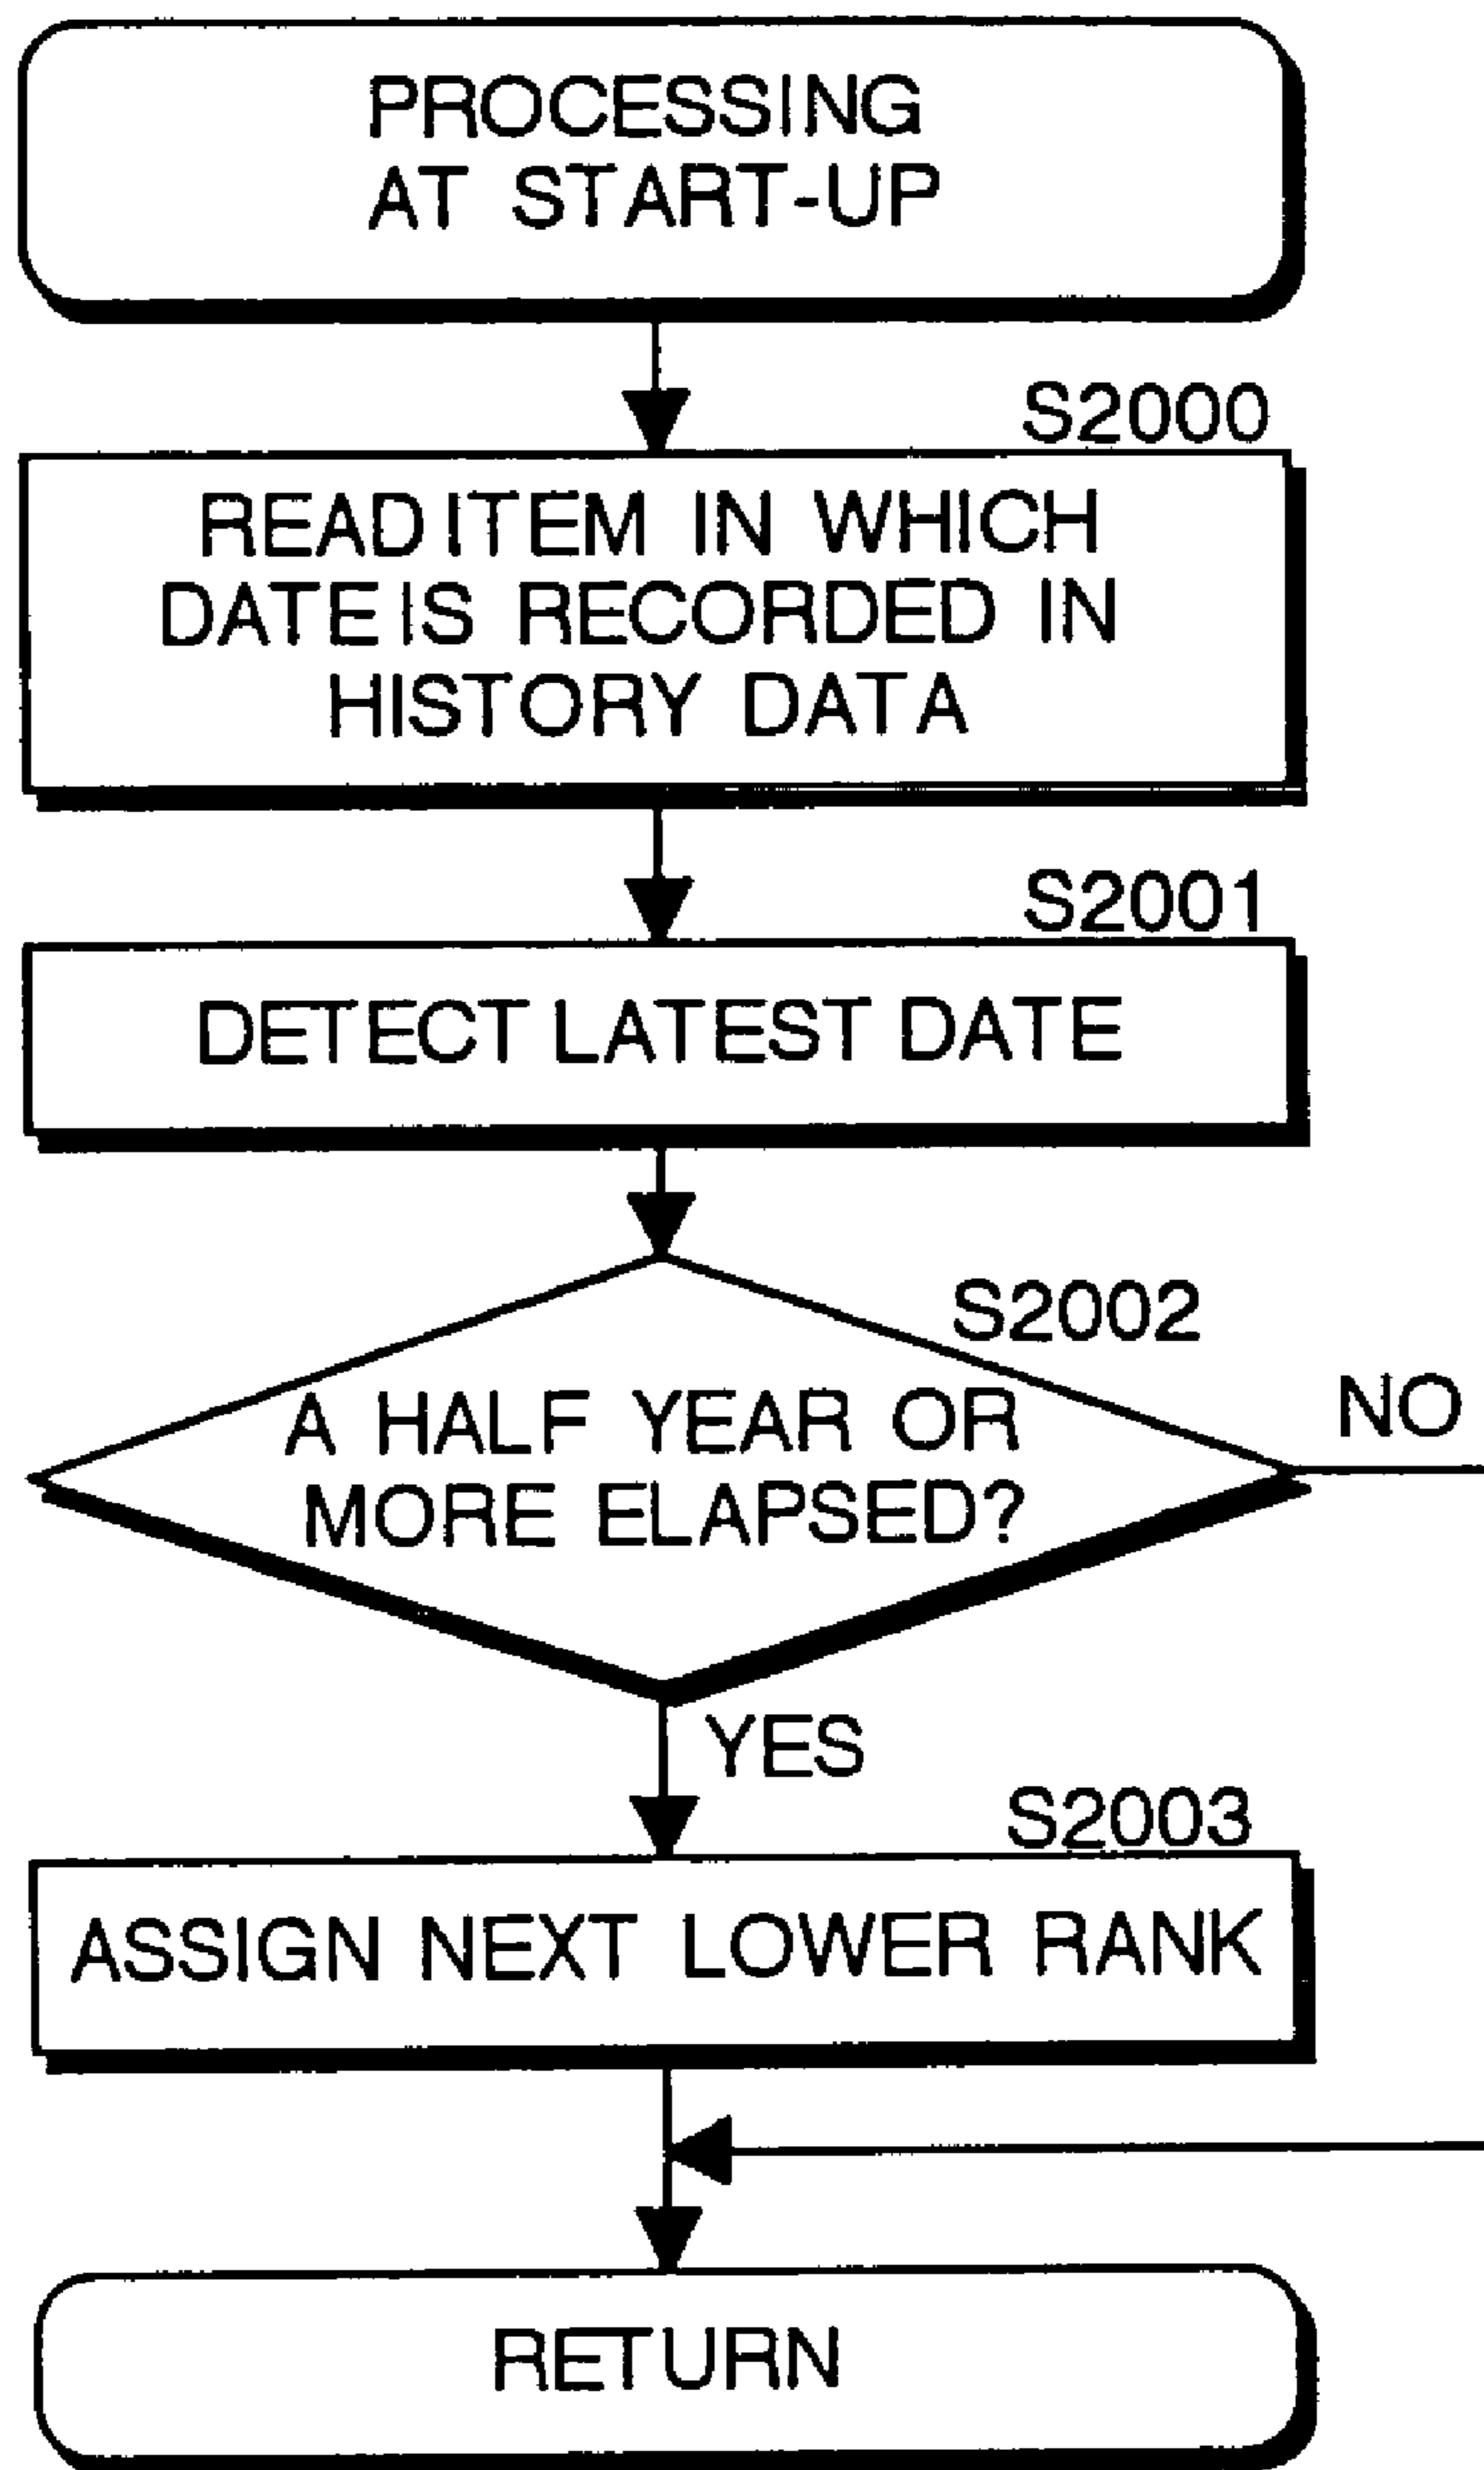 PROCESSING
AT START-UP
S2000
READ ITEM IN WHICH
DATE IS RECORDED IN
HISTORY DATA
S2001
DETECT LATEST DATE
S2002
NO
A HALF YEAR OR
MORE ELAPSED?
YES
S2003
ASSIGN NEXT LOWER RANK
RETURN